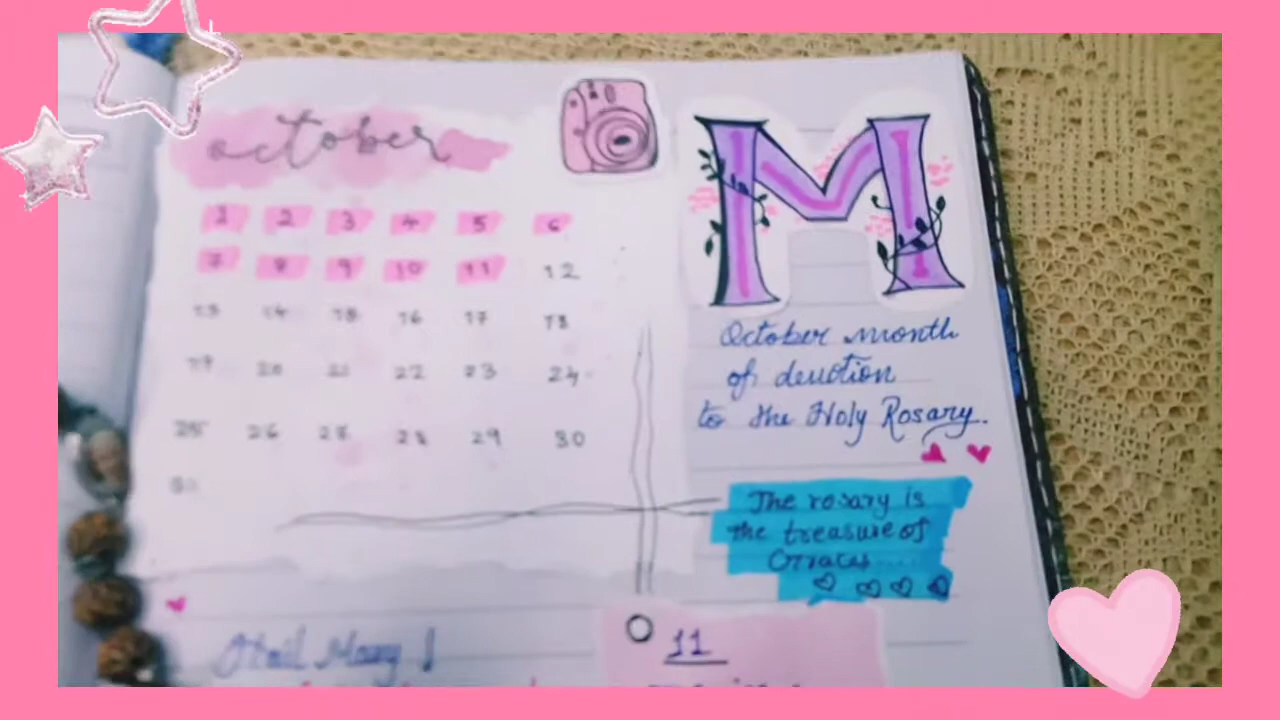 october
1 2 3 4 5 6
7 8 9 10 11 12
13 14 15 16 17 18
19 20 21 22 23 24
25 26 28 28 29 30
31
M
October month
of devotion
to the Holy Rosary.
The rosary is
the treasure of
Graces
Hail Mary !
11